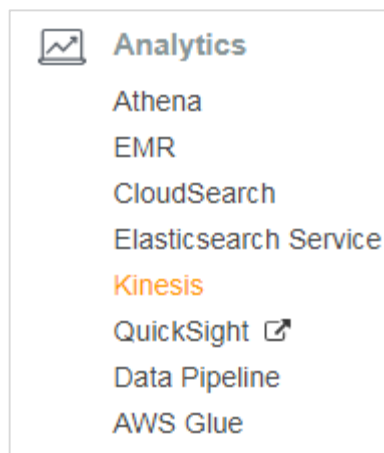 Analytics
Athena
EMR
CloudSearch
Elasticsearch Service
Kinesis
QuickSight
Data Pipeline
AWS Glue